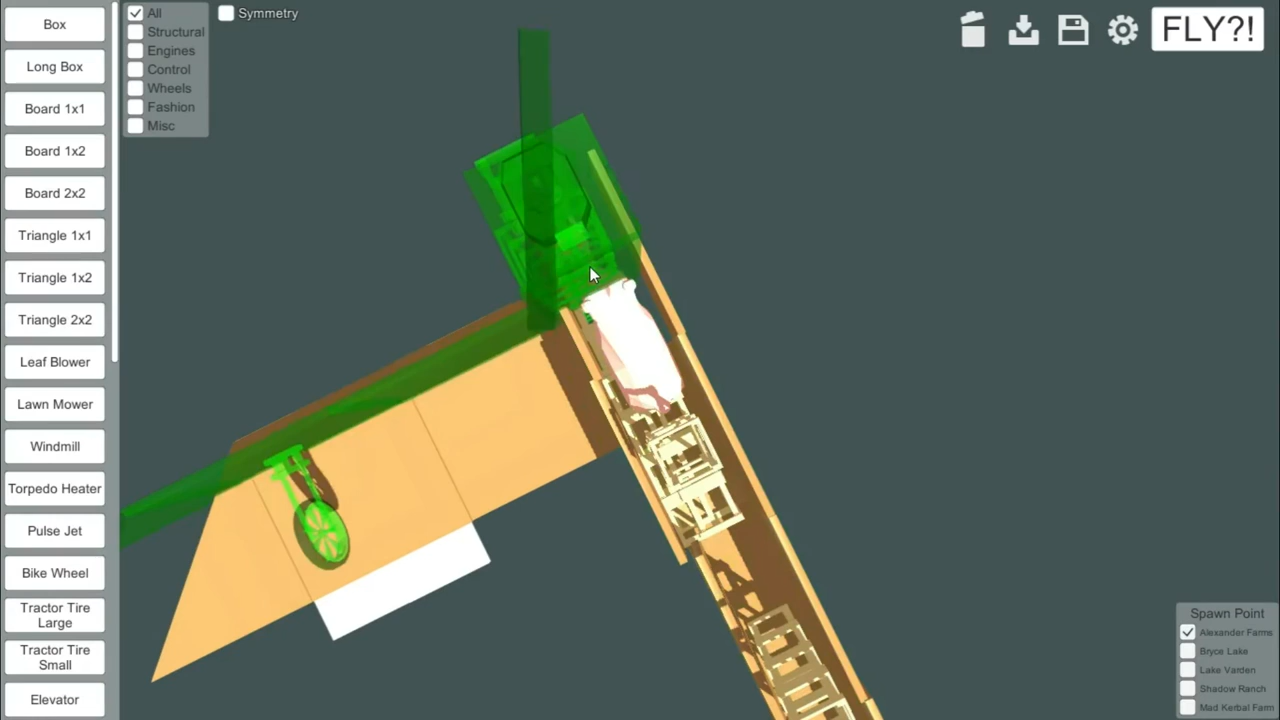 Box
Long Box
Board 1x1
Board 1x2
Board 2x2
Triangle 1x1
Triangle 1x2
Triangle 2x2
Leaf Blower
Lawn Mower
Windmill
Torpedo Heater
Pulse Jet
Bike Wheel
Tractor Tire
Large
Tractor Tire
Small
Elevator
All
Structural
Engines
Control
Wheels
Fashion
Misc
Symmetry
FLY?!
Spawn Point
Alexander Farms
Bryce Lake
Lake Varden
Shadow Ranch
Mad Kerbal Farm